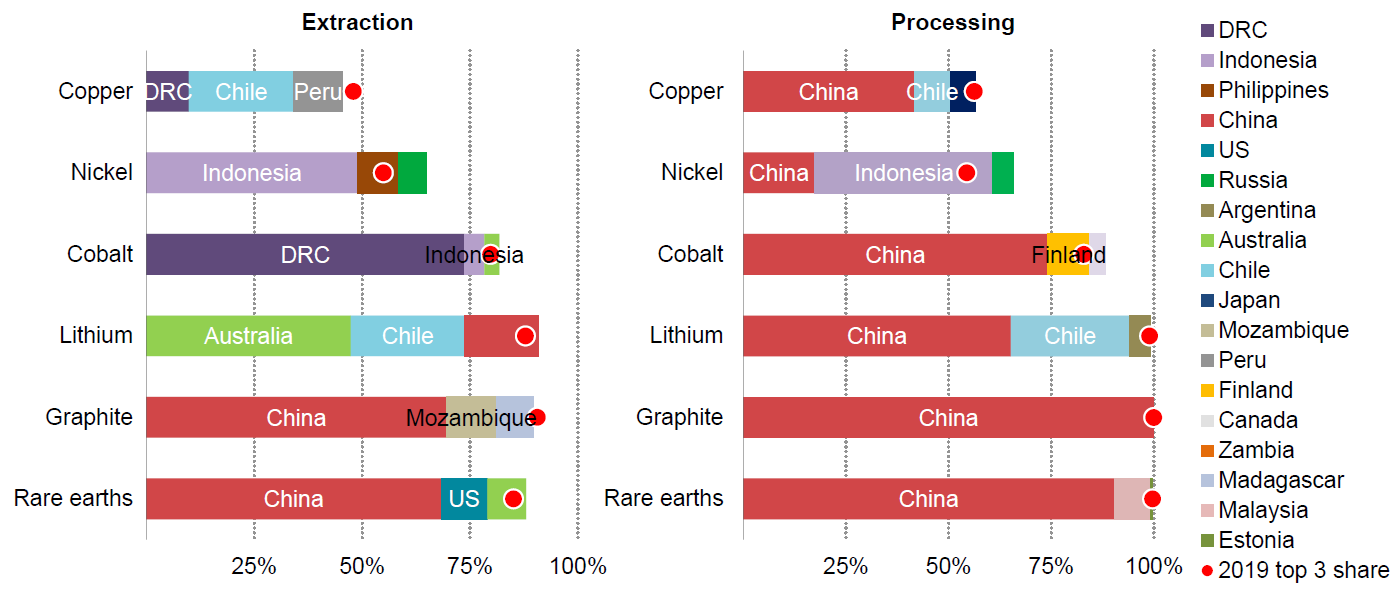 Extraction
Processing
Copper
DRC
Chile
Peru
Nickel
Indonesia
Cobalt
DRC
Indonesia
Lithium
Australia
Chile
Graphite
China
Mozambique
Rare earths
China
US
25%
50%
75%
100%
Copper
China
Chile
Nickel
China
Indonesia
Cobalt
China
Finland
Lithium
China
Chile
Graphite
China
Rare earths
China
25%
50%
75%
100%
DRC
Indonesia
Philippines
China
US
Russia
Argentina
Australia
Chile
Japan
Mozambique
Peru
Finland
Canada
Zambia
Madagascar
Malaysia
Estonia
2019 top 3 share